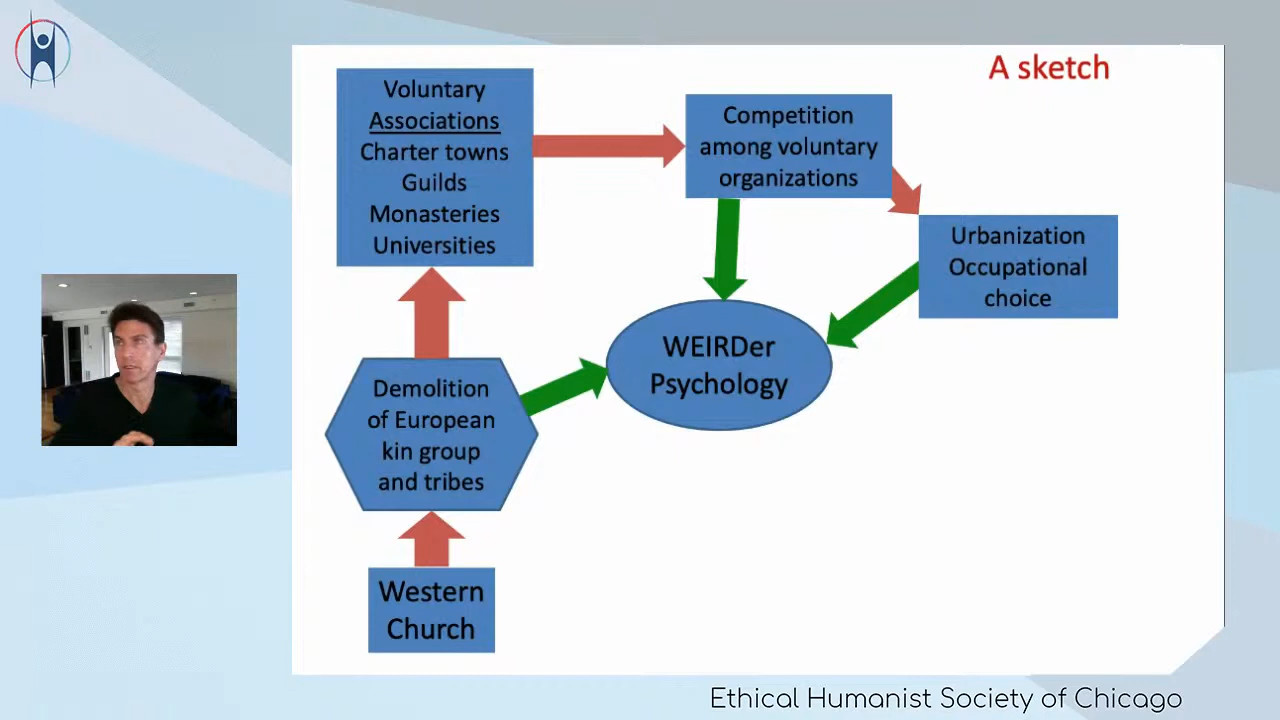 A sketch
Voluntary
Associations
Charter towns
Guilds
Monasteries
Universities
Competition
among voluntary
organizations
Urbanization
Occupational
choice
WEIRDer
Psychology
Demolition
of European
kin group
and tribes
Western
Church
Ethical Humanist Society of Chicago